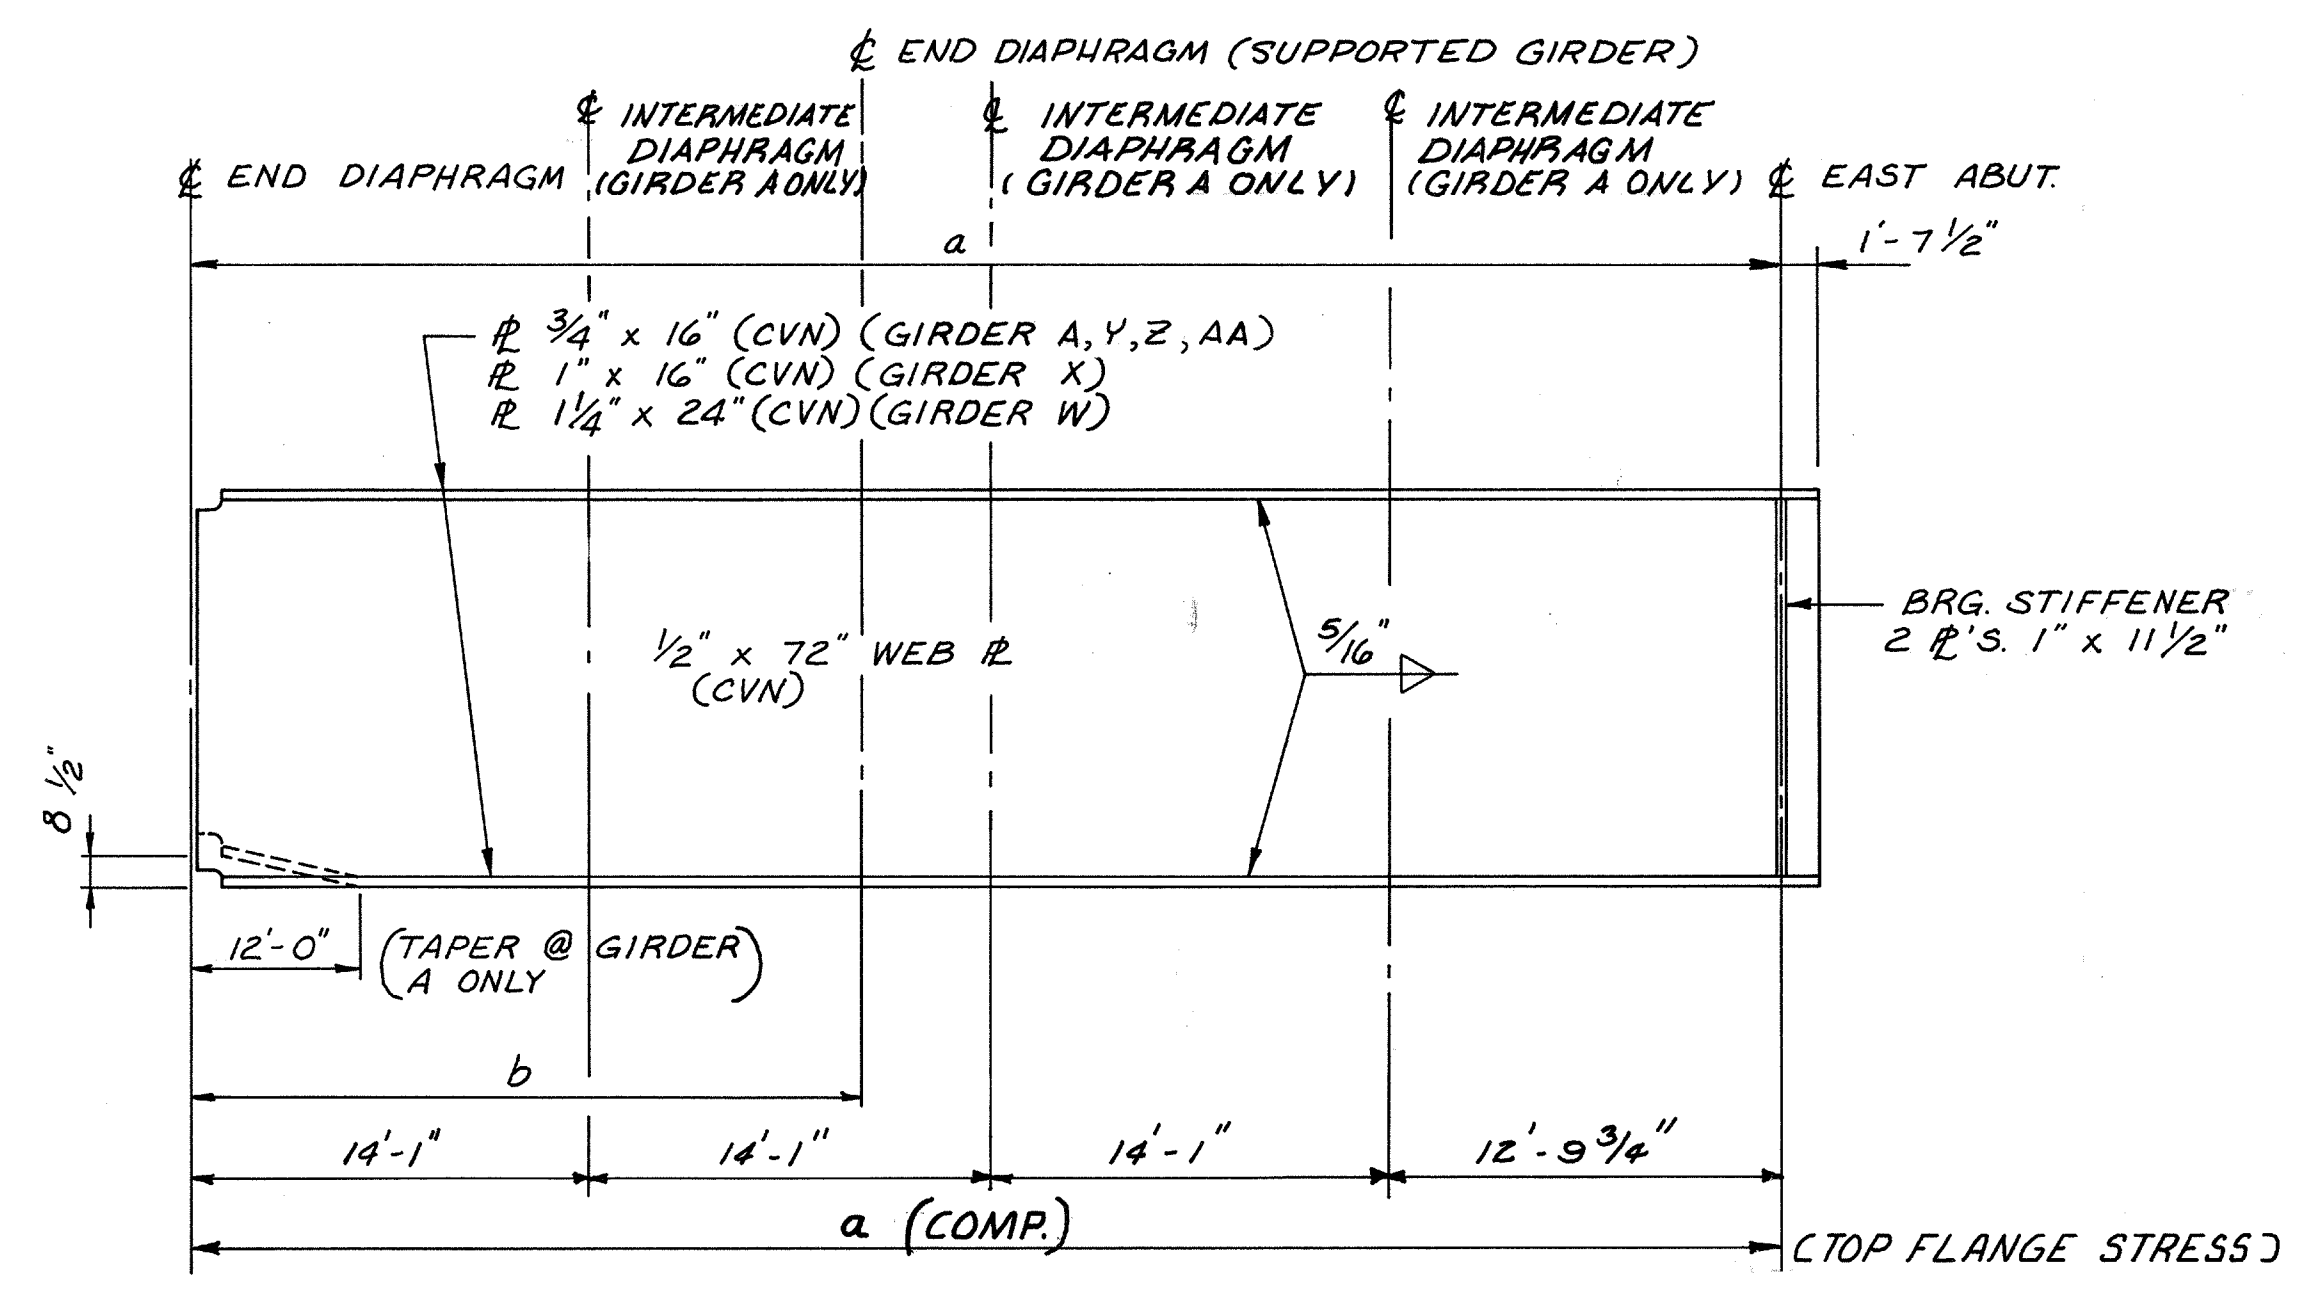 ℄ END DIAPHRAGM (SUPPORTED GIRDER)
℄ INTERMEDIATE DIAPHRAGM (GIRDER A ONLY)
℄ INTERMEDIATE DIAPHRAGM (GIRDER A ONLY)
℄ INTERMEDIATE DIAPHRAGM (GIRDER A ONLY)
℄ END DIAPHRAGM
℄ EAST ABUT.
a
1'-7 1/2"
℄ 3/4" x 16" (CVN) (GIRDER A, Y, Z, AA)
℄ 1" x 16" (CVN) (GIRDER X)
℄ 1 1/4" x 24" (CVN) (GIRDER W)
1/2" x 72" WEB ℄
(CVN)
5/16"
BRG. STIFFENER
2 ℄'S. 1" x 11 1/2"
8 1/2"
12'-0"
(TAPER @ GIRDER
A ONLY)
b
14'-1"
14'-1"
14'-1"
12'-9 3/4"
a (COMP.)
(TOP FLANGE STRESS)